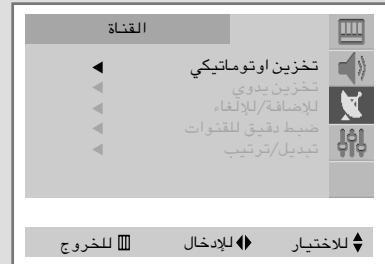 القناة
تخزين اوتوماتيكي
تخزين يدوي
للإضافة/للإلغاء
ضبط دقيق للقنوات
تبديل/ترتيب
للاختيار للإدخال للخروج